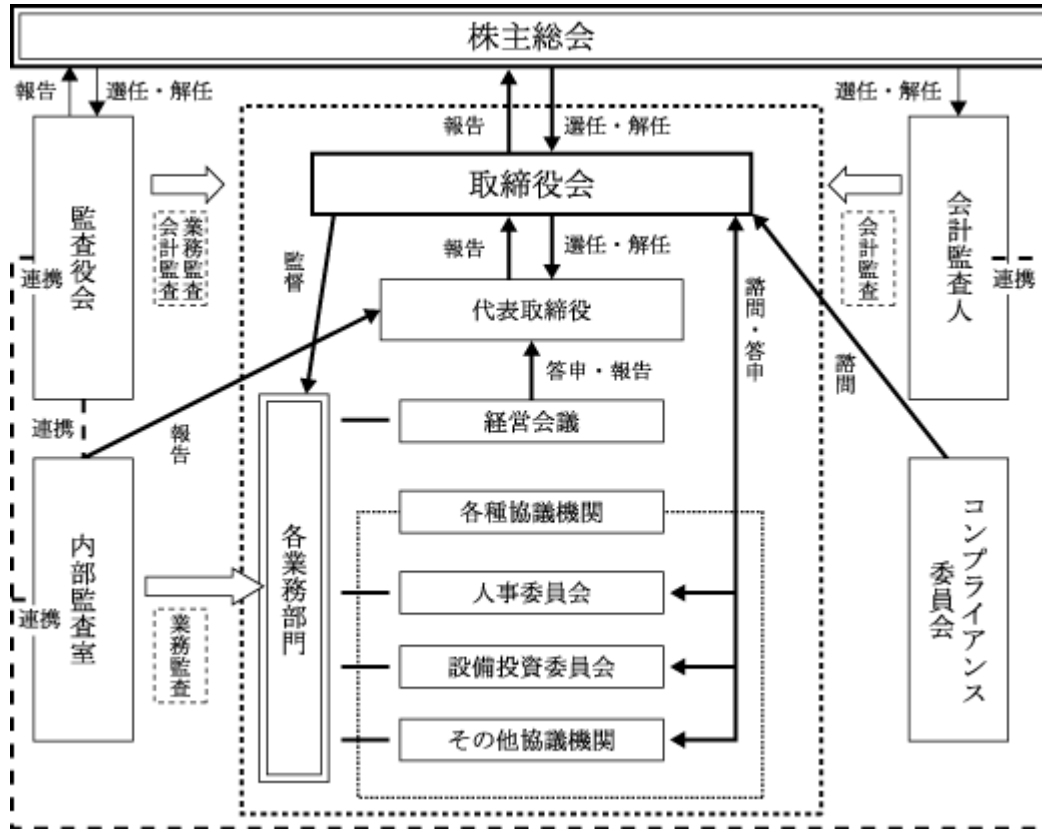 株主総会
報告
選任・解任
報告
選任・解任
選任・解任
取締役会
監査役会
業務監査
会計監査
会計監査
会計監査人
連携
連携
監督
報告
選任・解任
代表取締役
諮問・答申
諮問
答申・報告
連携
報告
経営会議
各種協議機関
内部監査室
連携
業務監査
各業務部門
人事委員会
設備投資委員会
その他協議機関
コンプライアンス
委員会